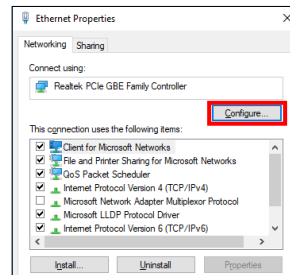 Ethernet Properties
Networking Sharing
Connect using:
Realtek PCIe GBE Family Controller
Configure...
This connection uses the following items:
Client for Microsoft Networks
File and Printer Sharing for Microsoft Networks
QoS Packet Scheduler
Internet Protocol Version 4 (TCP/IPv4)
Microsoft Network Adapter Multiplexor Protocol
Microsoft LLDP Protocol Driver
Internet Protocol Version 6 (TCP/IPv6)
Install... Uninstall Properties